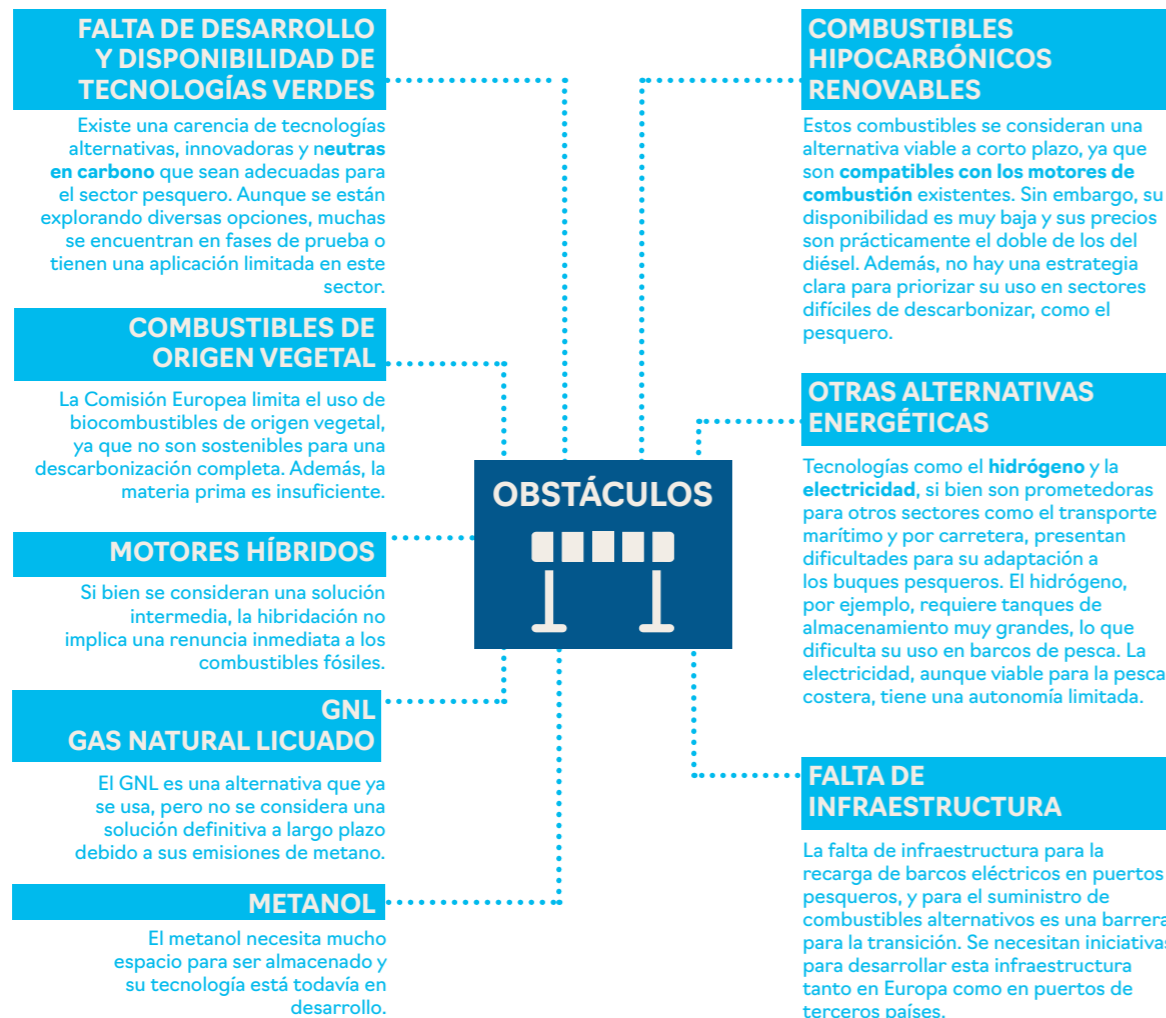 FALTA DE DESARROLLO
Y DISPONIBILIDAD DE
TECNOLOGÍAS VERDES
Existe una carencia de tecnologías
alternativas, innovadoras y neutras
en carbono que sean adecuadas para
el sector pesquero. Aunque se están
explorando diversas opciones, muchas
se encuentran en fases de prueba o
tienen una aplicación limitada en este
sector.
COMBUSTIBLES DE
ORIGEN VEGETAL
La Comisión Europea limita el uso de
biocombustibles de origen vegetal,
ya que no son sostenibles para una
descarbonización completa. Además, la
materia prima es insuficiente.
MOTORES HÍBRIDOS
Si bien se consideran una solución
intermedia, la hibridación no
implica una renuncia inmediata a los
combustibles fósiles.
GNL
GAS NATURAL LICUADO
El GNL es una alternativa que ya
se usa, pero no se considera una
solución definitiva a largo plazo
debido a sus emisiones de metano.
METANOL
El metanol necesita mucho
espacio para ser almacenado y
su tecnología está todavía en
desarrollo.
OBSTÁCULOS
COMBUSTIBLES
HIPOCARBÓNICOS
RENOVABLES
Estos combustibles se consideran una
alternativa viable a corto plazo, ya que
son compatibles con los motores de
combustión existentes. Sin embargo, su
disponibilidad es muy baja y sus precios
son prácticamente el doble de los del
diésel. Además, no hay una estrategia
clara para priorizar su uso en sectores
difíciles de descarbonizar, como el
pesquero.
OTRAS ALTERNATIVAS
ENERGÉTICAS
Tecnologías como el hidrógeno y la
electricidad, si bien son prometedoras
para otros sectores como el transporte
marítimo y por carretera, presentan
dificultades para su adaptación a
los buques pesqueros. El hidrógeno,
por ejemplo, requiere tanques de
almacenamiento muy grandes, lo que
dificulta su uso en barcos de pesca. La
electricidad, aunque viable para la pesca
costera, tiene una autonomía limitada.
FALTA DE
INFRAESTRUCTURA
La falta de infraestructura para la
recarga de barcos eléctricos en puertos
pesqueros, y para el suministro de
combustibles alternativos es una barrera
para la transición. Se necesitan iniciativas
para desarrollar esta infraestructura
tanto en Europa como en puertos de
terceros países.